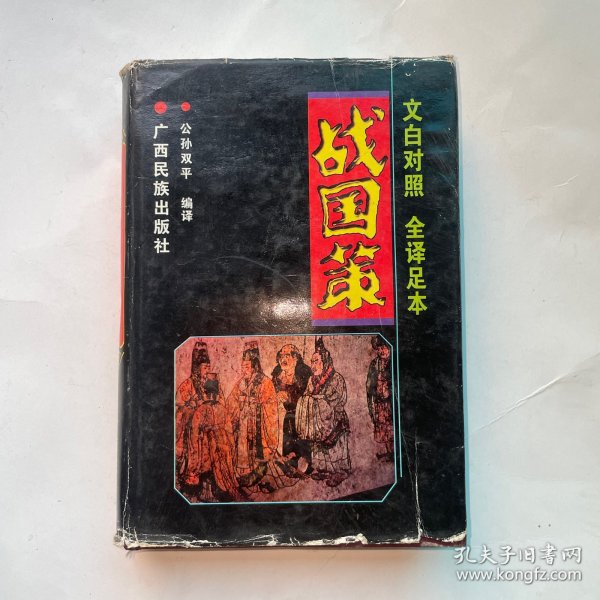 文白对照 全译足本
战国策
公孙双平 编译
广西民族出版社
孔夫子旧书网
www.kongfz.com